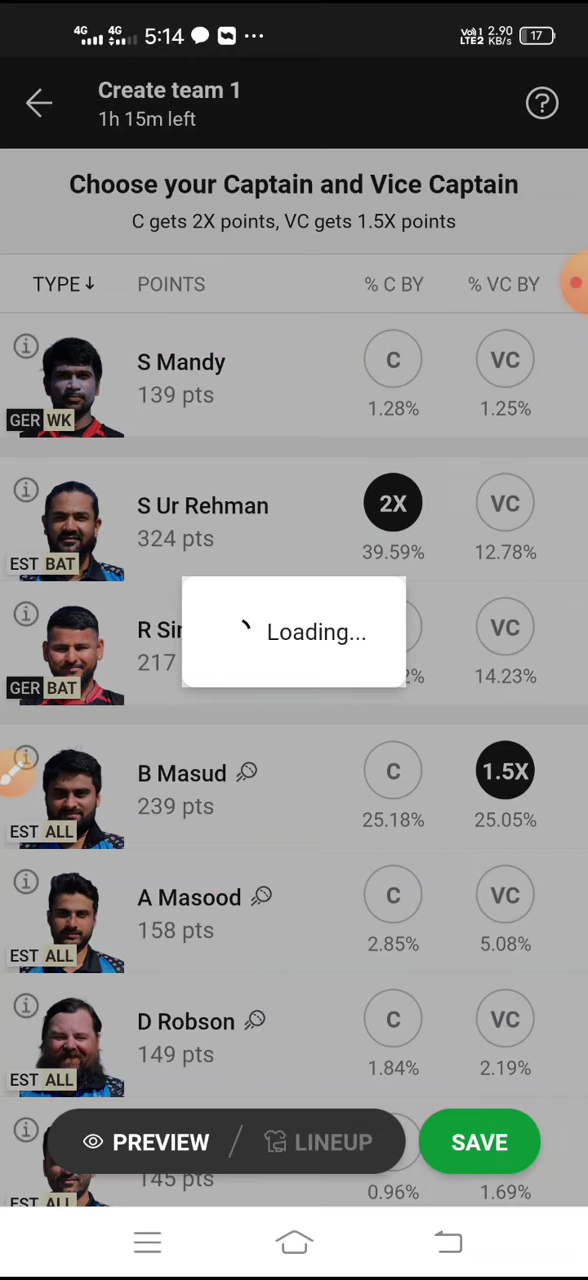 4G 4G 5:14 ... Vo)) 1 LTE2 2.90 KB/s 17
Create team 1
1h 15m left
Choose your Captain and Vice Captain
C gets 2X points, VC gets 1.5X points
TYPE↓ POINTS % C BY % VC BY
S Mandy C VC
139 pts 1.28% 1.25%
GER WK
S Ur Rehman 2X VC
324 pts 39.59% 12.78%
EST BAT
R Sir VC
217 2% 14.23%
Loading...
GER BAT
B Masud C 1.5X
239 pts 25.18% 25.05%
EST ALL
A Masood C VC
158 pts 2.85% 5.08%
EST ALL
D Robson C VC
149 pts 1.84% 2.19%
EST ALL
PREVIEW / LINEUP SAVE
145 pts 0.96% 1.69%
EST ALL